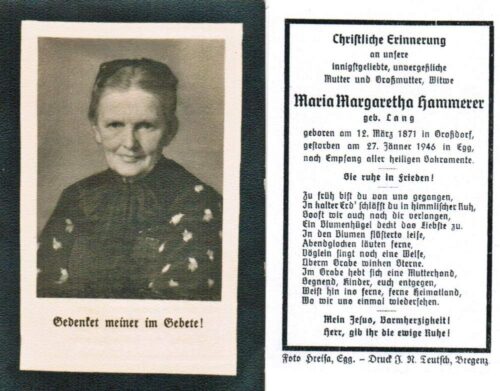 Gedenket meiner im Gebete!
Christliche Erinnerung
an unsere
innigstgeliebte, unvergeßliche
Mutter und Großmutter, Witwe
Maria Margaretha Hammerer
geb. Lang
geboren am 12. März 1871 in Großdorf,
gestorben am 27. Jänner 1946 in Egg,
nach Empfang aller heiligen Sakramente.
Sie ruhe in Frieden!
Zu früh bist du von uns gegangen,
In kalter Erd' schläfst du in himmlischer Ruh,
Sooft wir auch nach dir verlangen,
Ein Blumenhügel deckt das Liebste zu.
In den Blumen flüsterts leise,
Abendglocken läuten ferne,
Vöglein singt noch eine Weise,
Überm Grabe winken Sterne.
Im Grabe hebt sich eine Mutterhand,
Segnend, Kinder, euch entgegen,
Weist hin ins ferne, ferne Heimatland,
Wo wir uns einmal wiedersehen.
Mein Jesus, Barmherzigkeit!
Herr, gib ihr die ewige Ruhe!
Foto Hreisa, Egg. – Druck J. N. Teutsch, Bregenz